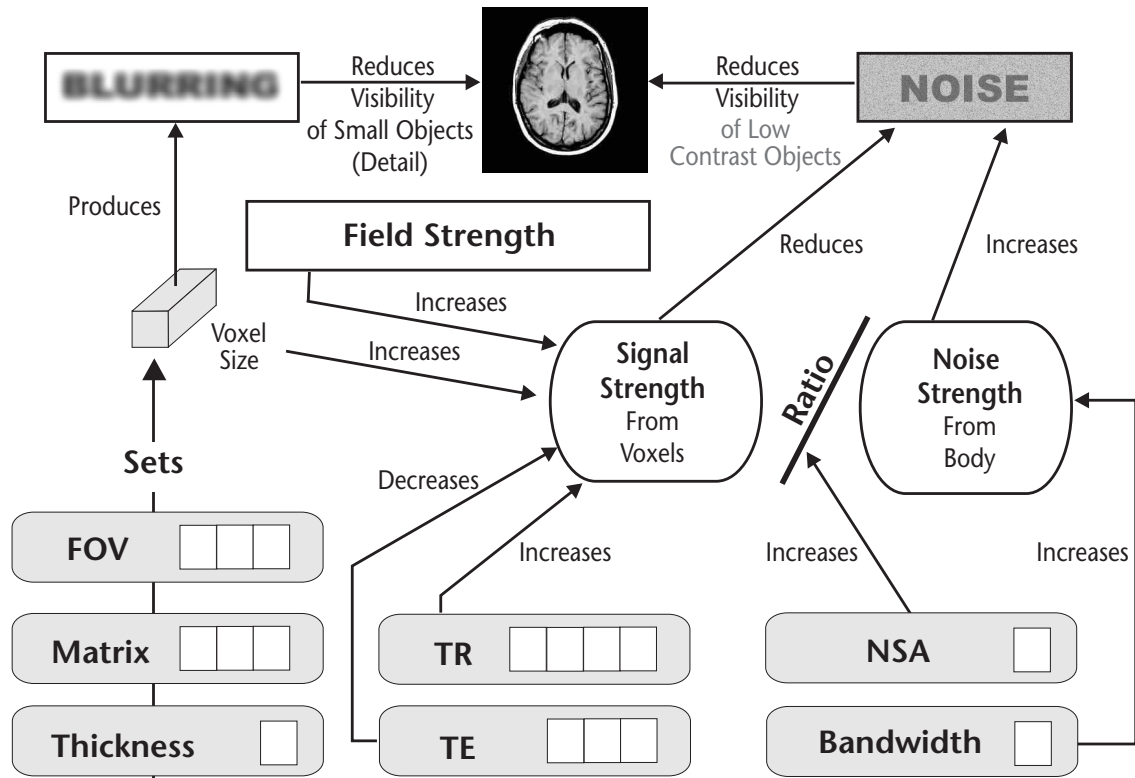 BLURRING
Reduces
Visibility
of Small Objects
(Detail)
Reduces
Visibility
of Low
Contrast Objects
NOISE
Produces
Field Strength
Reduces
Increases
Increases
Voxel
Size
Increases
Signal
Strength
From
Voxels
Ratio
Noise
Strength
From
Body
Sets
Decreases
FOV
Increases
Increases
Increases
Matrix
TR
NSA
Thickness
TE
Bandwidth